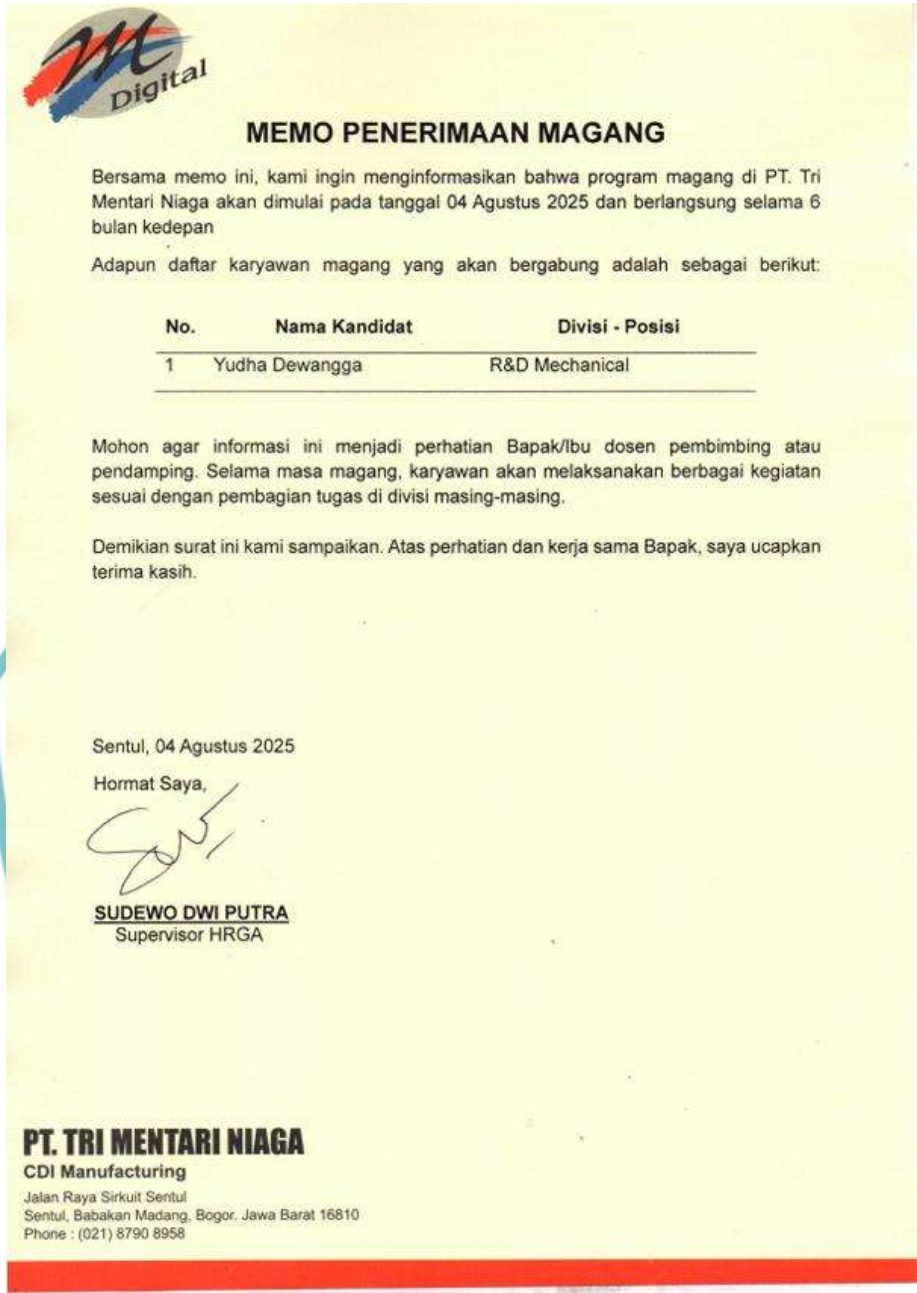 m
Digital
MEMO PENERIMAAN MAGANG
Bersama memo ini, kami ingin menginformasikan bahwa program magang di PT. Tri
Mentari Niaga akan dimulai pada tanggal 04 Agustus 2025 dan berlangsung selama 6
bulan kedepan
Adapun daftar karyawan magang yang akan bergabung adalah sebagai berikut:
No. Nama Kandidat Divisi - Posisi
1 Yudha Dewangga R&D Mechanical
Mohon agar informasi ini menjadi perhatian Bapak/Ibu dosen pembimbing atau
pendamping. Selama masa magang, karyawan akan melaksanakan berbagai kegiatan
sesuai dengan pembagian tugas di divisi masing-masing.
Demikian surat ini kami sampaikan. Atas perhatian dan kerja sama Bapak, saya ucapkan
terima kasih.
Sentul, 04 Agustus 2025
Hormat Saya,
SUDEWO DWI PUTRA
Supervisor HRGA
PT. TRI MENTARI NIAGA
CDI Manufacturing
Jalan Raya Sirkuit Sentul
Sentul, Babakan Madang, Bogor. Jawa Barat 16810
Phone : (021) 8790 8958